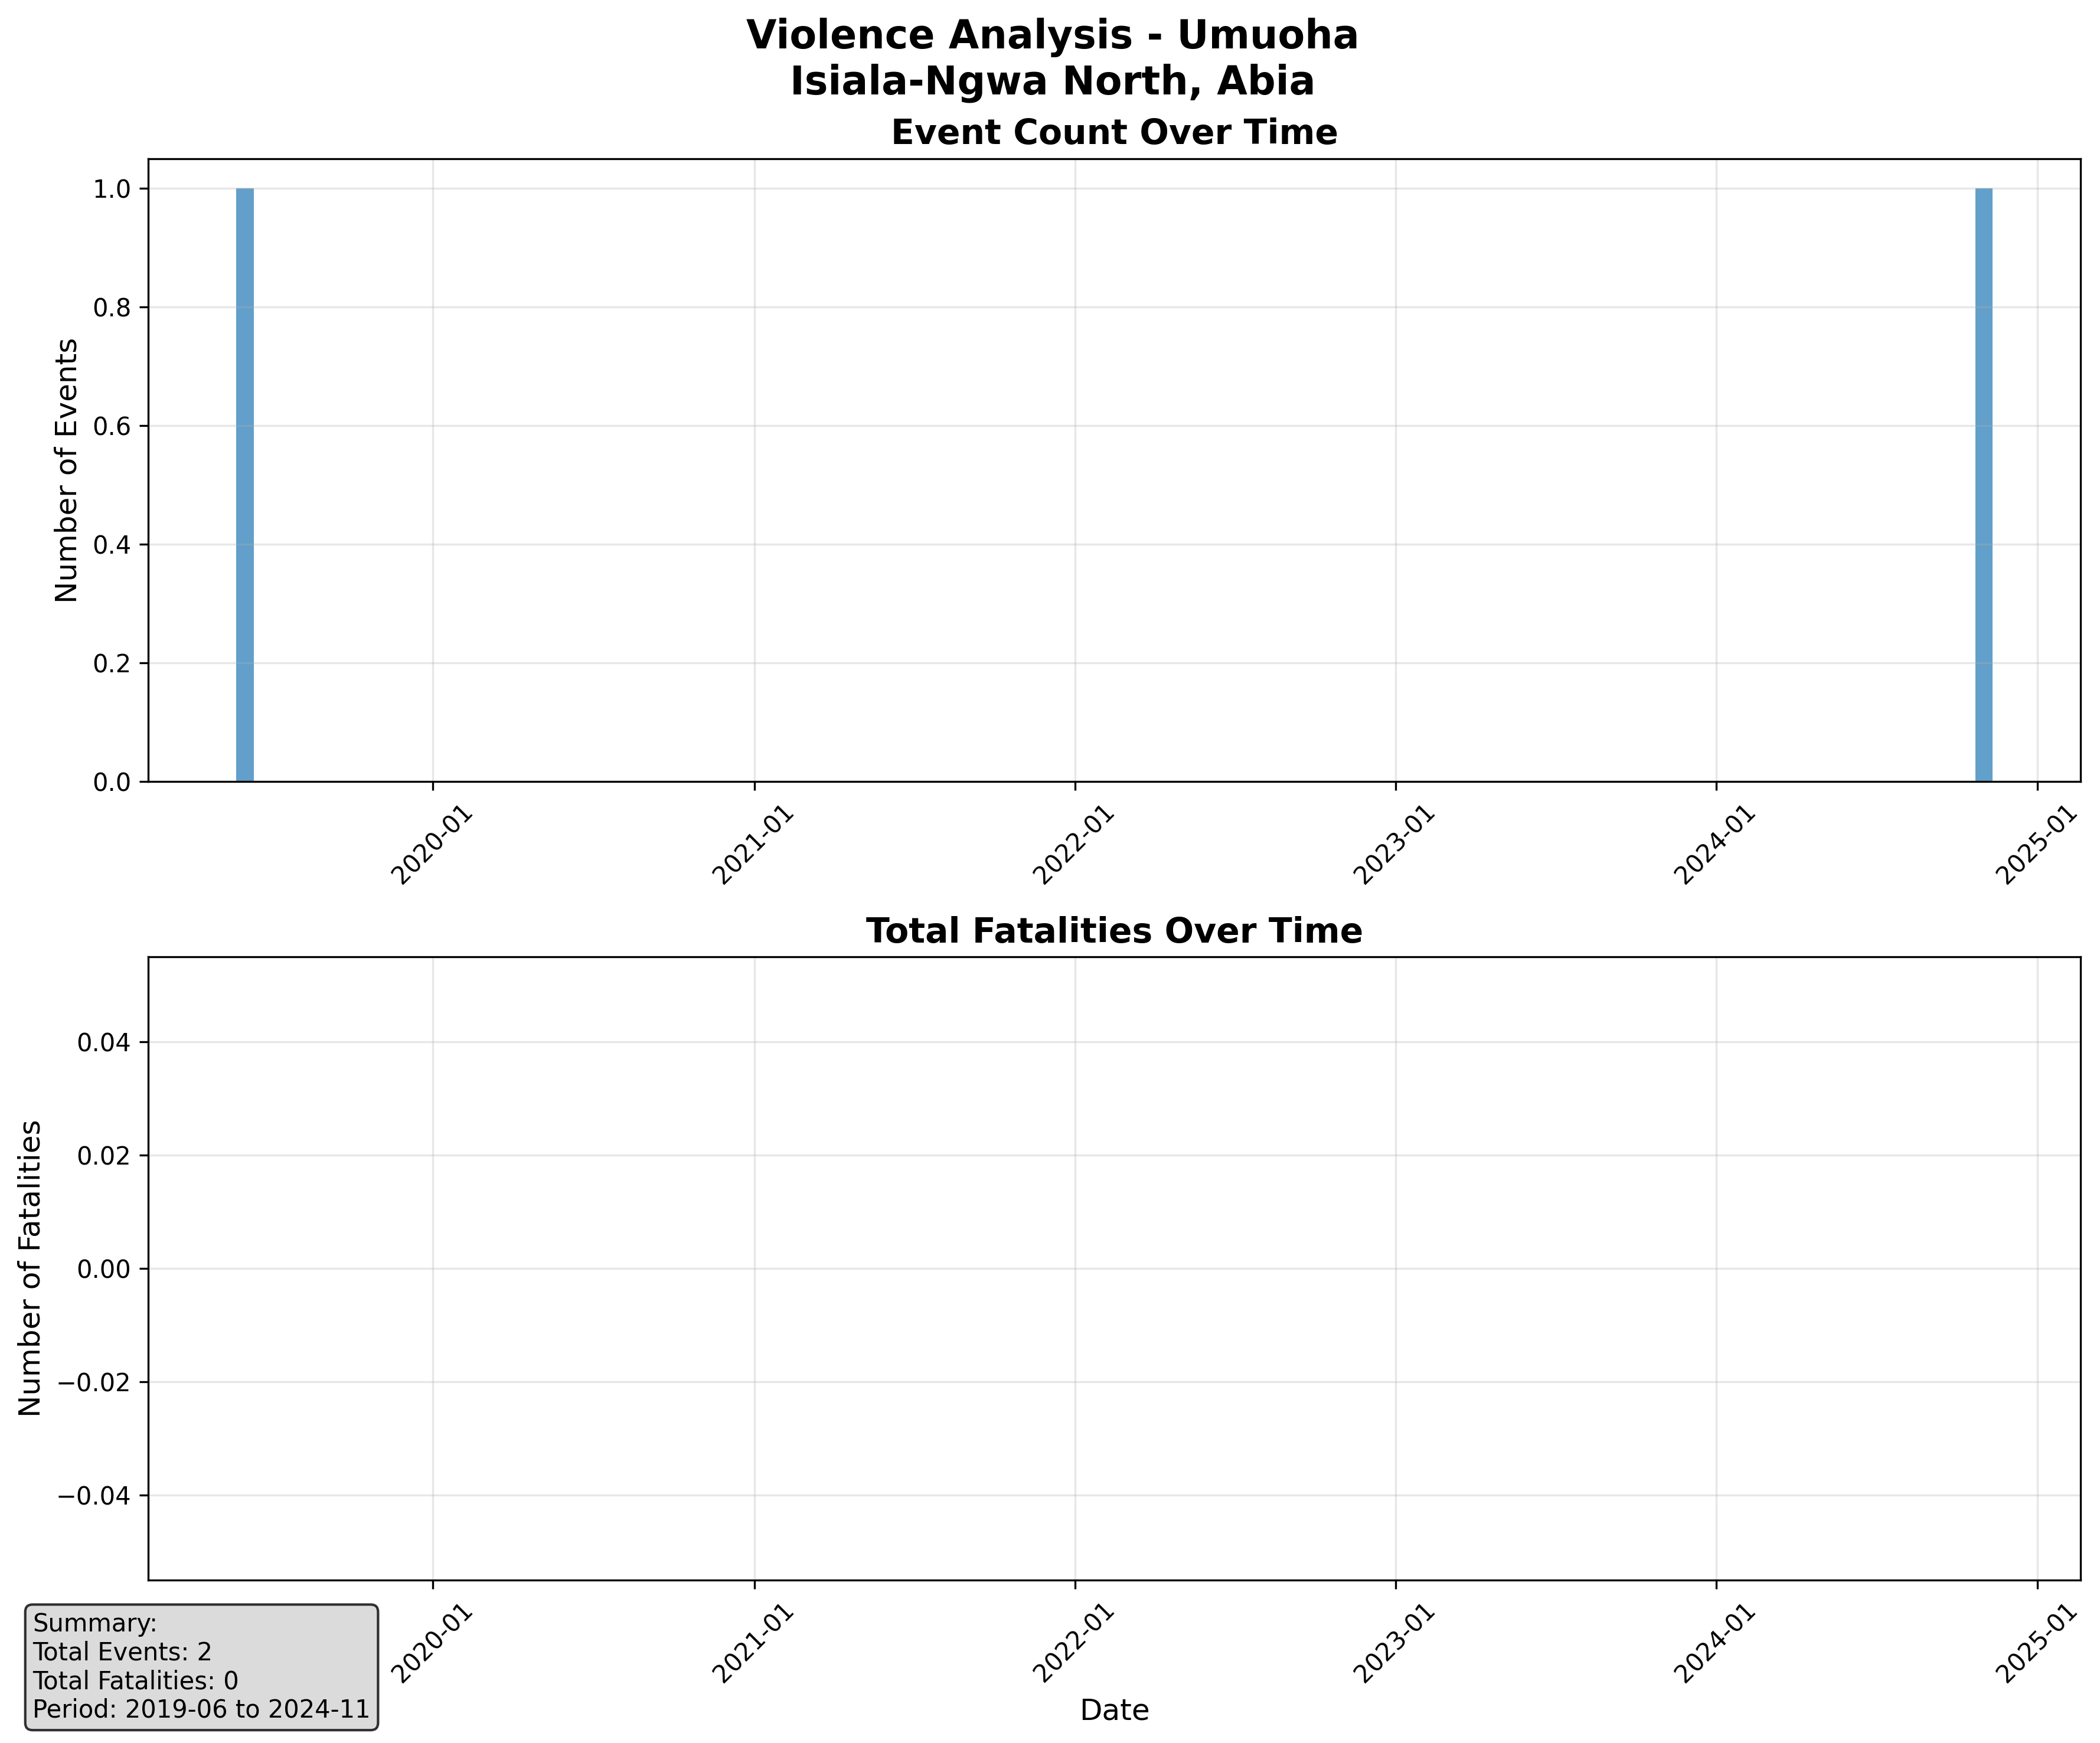 Violence Analysis - Umuoha
Isiala-Ngwa North, Abia
Event Count Over Time
1.0
0.8
0.6
0.4
0.2
0.0
Number of Events
2020-01
2021-01
2022-01
2023-01
2024-01
2025-01
Total Fatalities Over Time
0.04
0.02
0.00
−0.02
−0.04
Number of Fatalities
2020-01
2021-01
2022-01
2023-01
2024-01
2025-01
Date
Summary:
Total Events: 2
Total Fatalities: 0
Period: 2019-06 to 2024-11